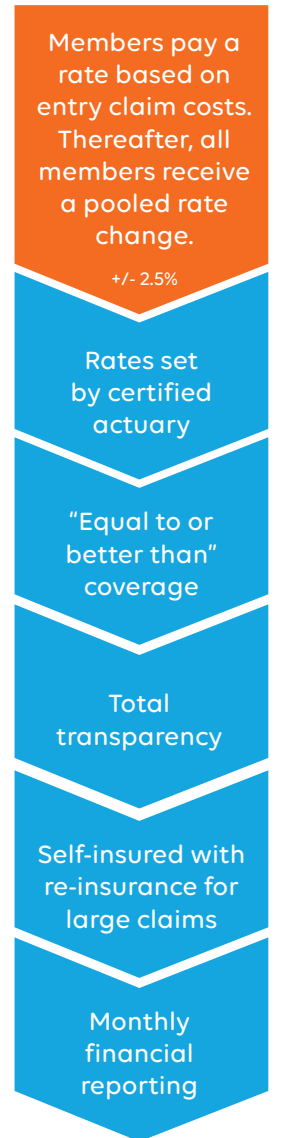 Members pay a
rate based on
entry claim costs.
Thereafter, all
members receive
a pooled rate
change.
+/- 2.5%
Rates set
by certified
actuary
“Equal to or
better than”
coverage
Total
transparency
Self-insured with
re-insurance for
large claims
Monthly
financial
reporting